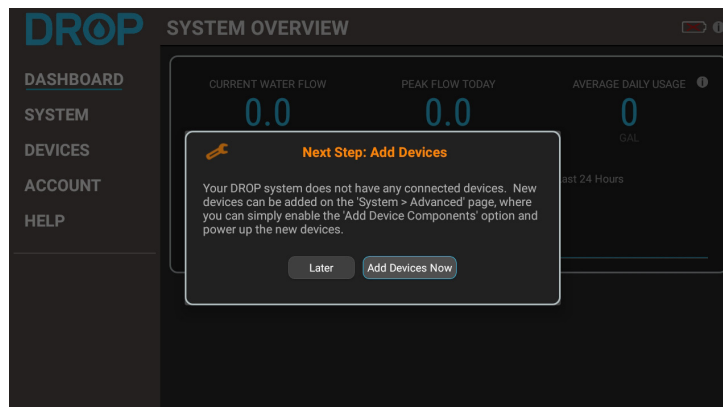 DROP
SYSTEM OVERVIEW
DASHBOARD
SYSTEM
DEVICES
ACCOUNT
HELP
CURRENT WATER FLOW
PEAK FLOW TODAY
AVERAGE DAILY USAGE
0.0
0.0
0
GAL
Last 24 Hours
Next Step: Add Devices
Your DROP system does not have any connected devices. New
devices can be added on the 'System > Advanced' page, where
you can simply enable the 'Add Device Components' option and
power up the new devices.
Later
Add Devices Now